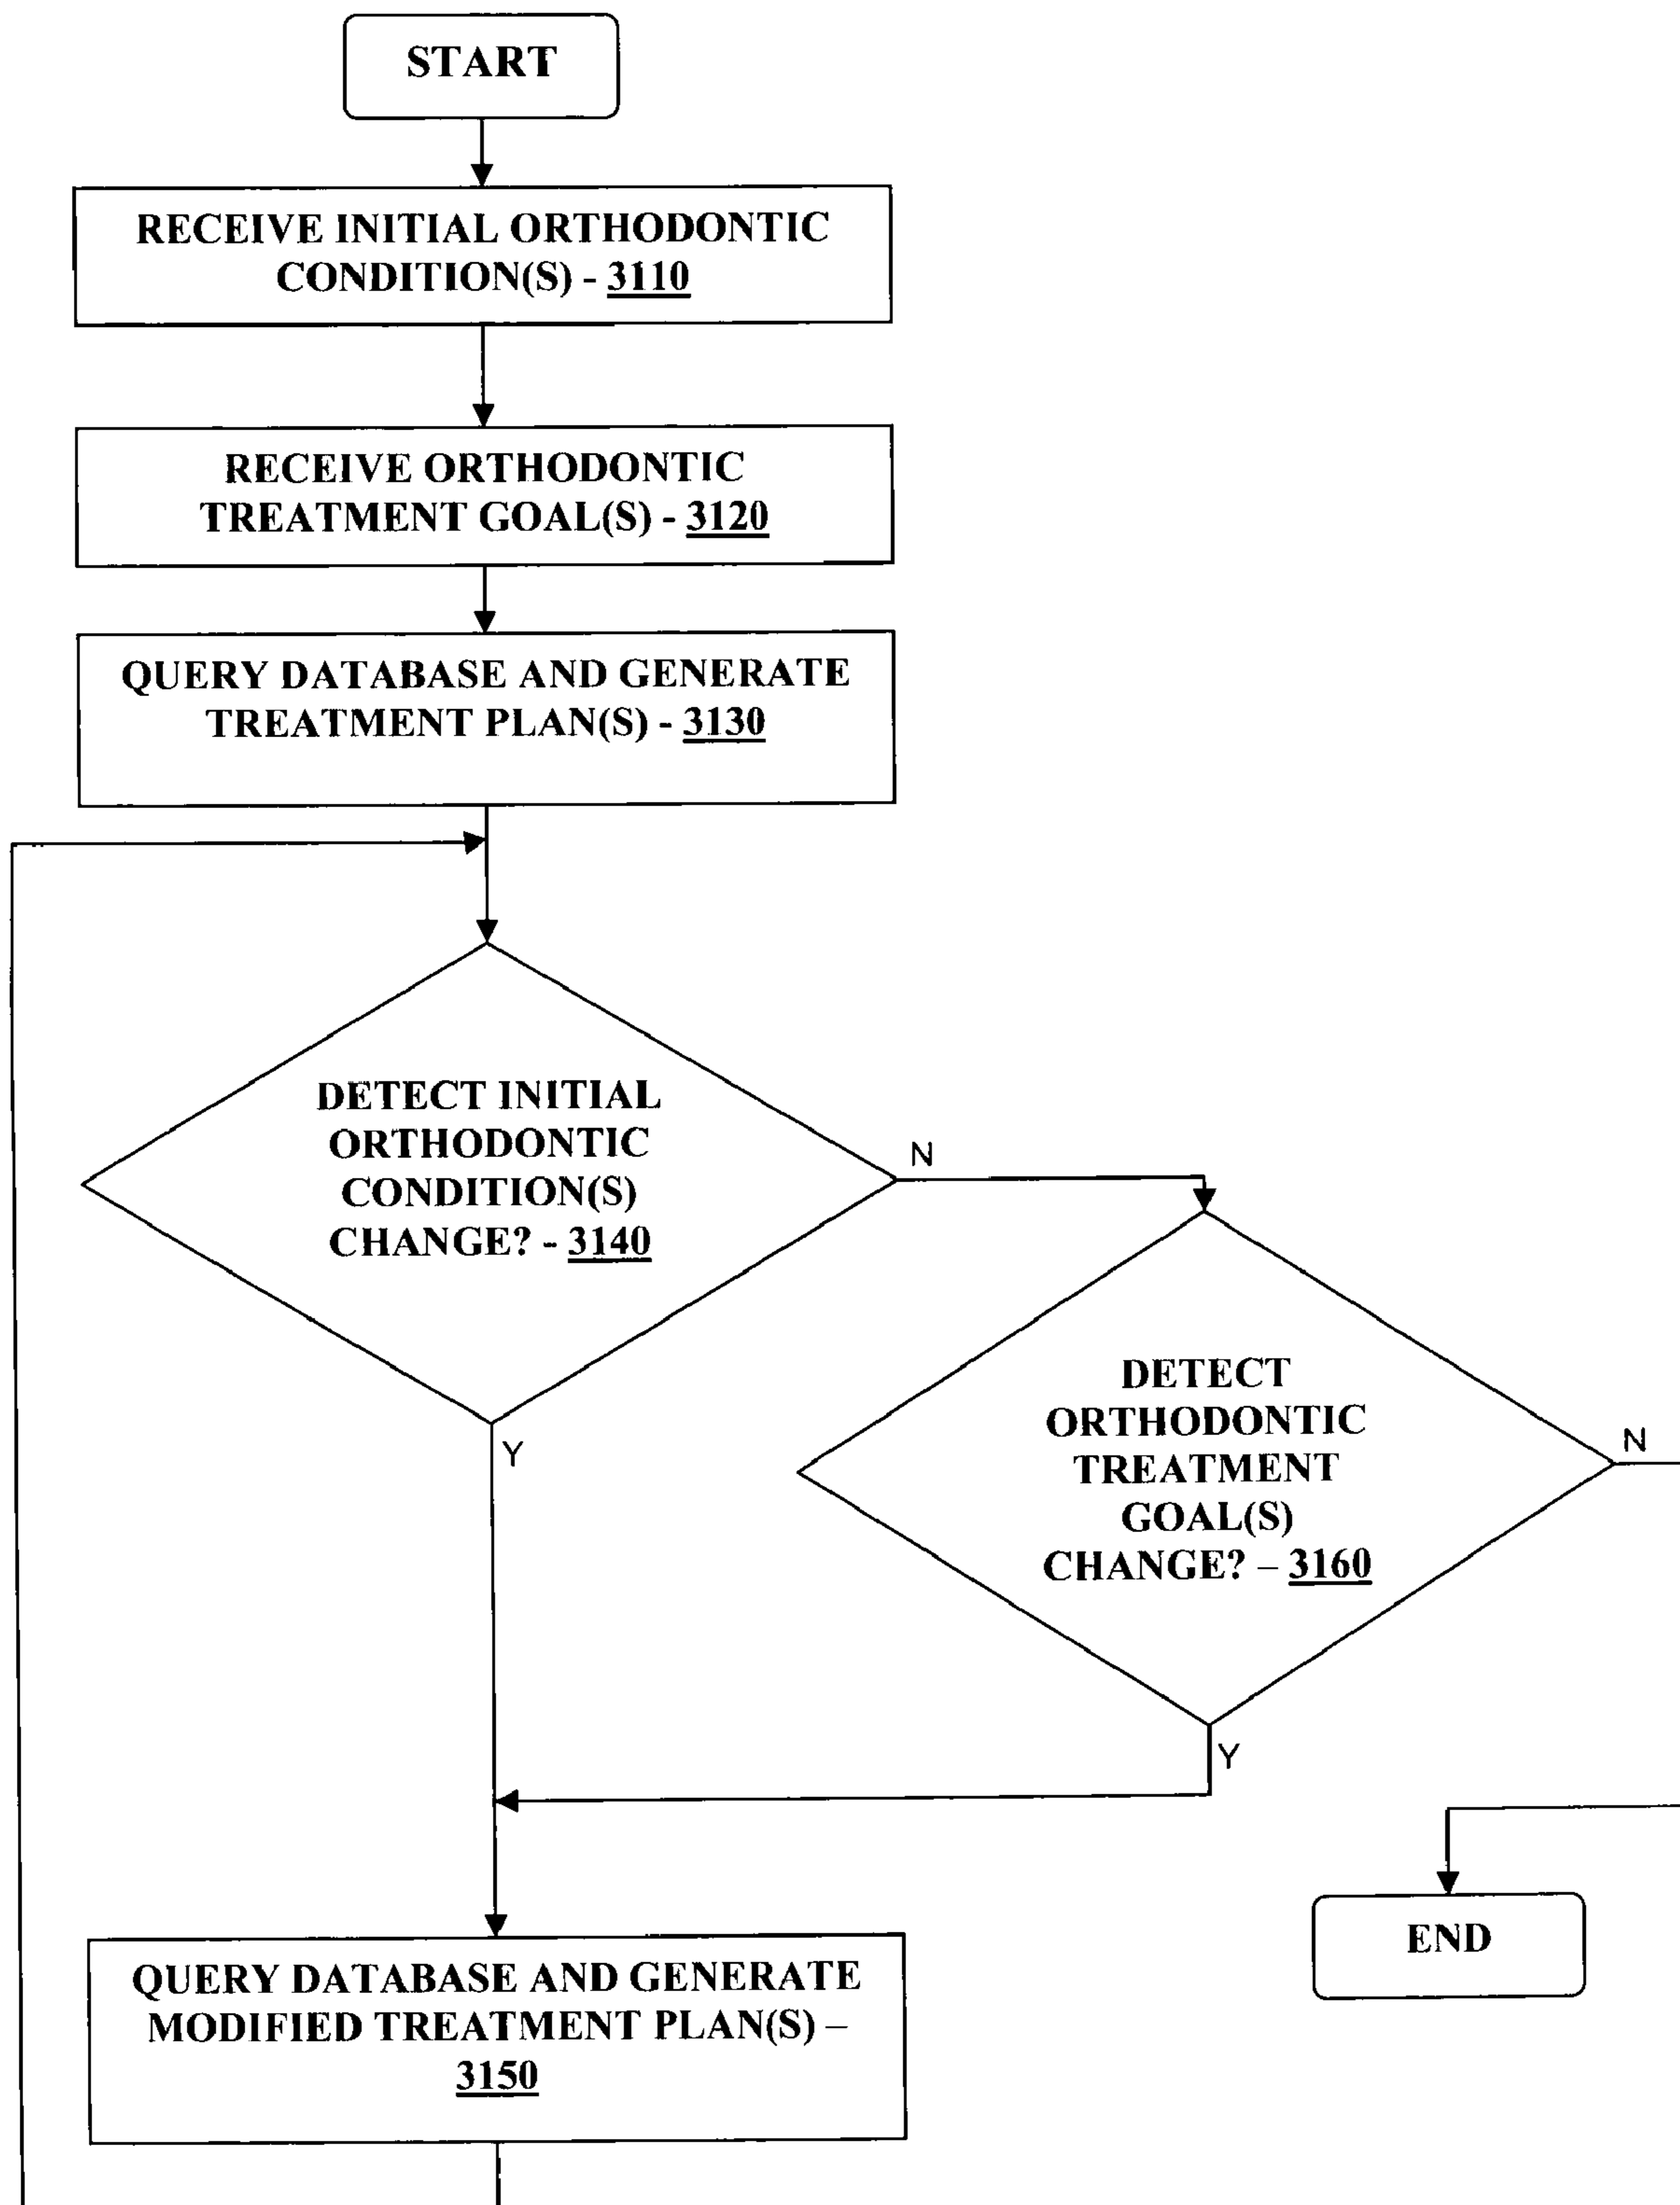 START
RECEIVE INITIAL ORTHODONTIC
CONDITION(S) - 3110
RECEIVE ORTHODONTIC
TREATMENT GOAL(S) - 3120
QUERY DATABASE AND GENERATE
TREATMENT PLAN(S) - 3130
DETECT INITIAL
ORTHODONTIC
CONDITION(S)
CHANGE? - 3140
N
Y
DETECT
ORTHODONTIC
TREATMENT
GOAL(S)
CHANGE? – 3160
N
Y
QUERY DATABASE AND GENERATE
MODIFIED TREATMENT PLAN(S) –
3150
END